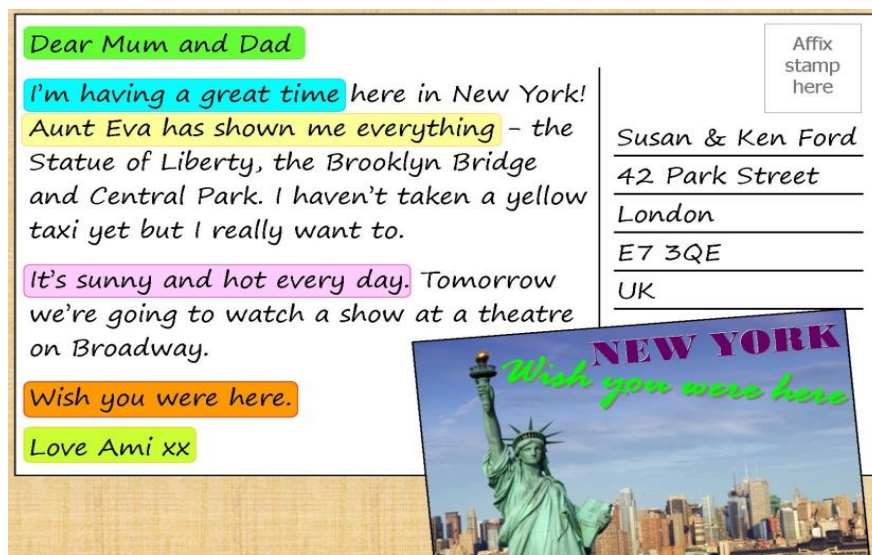 Dear Mum and Dad
I'm having a great time here in New York!
Aunt Eva has shown me everything – the
Statue of Liberty, the Brooklyn Bridge
and Central Park. I haven't taken a yellow
taxi yet but I really want to.
It's sunny and hot every day. Tomorrow
we're going to watch a show at a theatre
on Broadway.
Wish you were here.
Love Ami xx
Affix
stamp
here
Susan & Ken Ford
42 Park Street
London
E7 3QE
UK
NEW YORK
Wish you were here